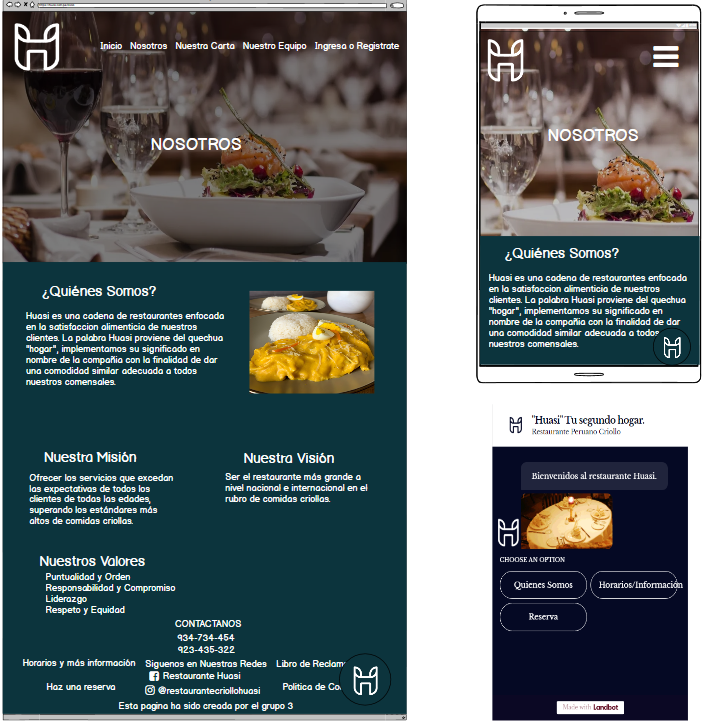 Inicio Nosotros Nuestra Carta Nuestro Equipo Ingresa o Registrate
NOSOTROS
¿Quiénes Somos?
Huasi es una cadena de restaurantes enfocada
en la satisfaccion alimenticia de nuestros
clientes. La palabra Huasi proviene del quechua
"hogar", implementamos su significado en
nombre de la compañia con la finalidad de dar
una comodidad similar adecuada a todos
nuestros comensales.
Nuestra Misión
Ofrecer los servicios que excedan
las expectativas de todos los
clientes de todas las edades,
superando los estándares más
altos de comidas criollas.
Nuestra Visión
Ser el restaurante más grande a
nivel nacional e internacional en el
rubro de comidas criollas.
Nuestros Valores
Puntualidad y Orden
Responsabilidad y Compromiso
Liderazgo
Respeto y Equidad
CONTACTANOS
934-734-454
923-435-322
Horarios y más información
Siguenos en Nuestras Redes
Libro de Reclam
Restaurante Huasi
Haz una reserva
@restaurantecriollohuasi
Politica de Co
Esta pagina ha sido creada por el grupo 3
NOSOTROS
¿Quiénes Somos?
Huasi es una cadena de restaurantes enfocada
en la satisfaccion alimenticia de nuestros
clientes. La palabra Huasi proviene del quechua
"hogar", implementamos su significado en
nombre de la compañia con la finalidad de dar
una comodidad similar adecuada a todos
nuestros comensales.
"Huasi" Tu segundo hogar.
Restaurante Peruano Criollo
Bienvenidos al restaurante Huasi.
CHOOSE AN OPTION
Quienes Somos
Horarios/Información
Reserva
Made with Landbot